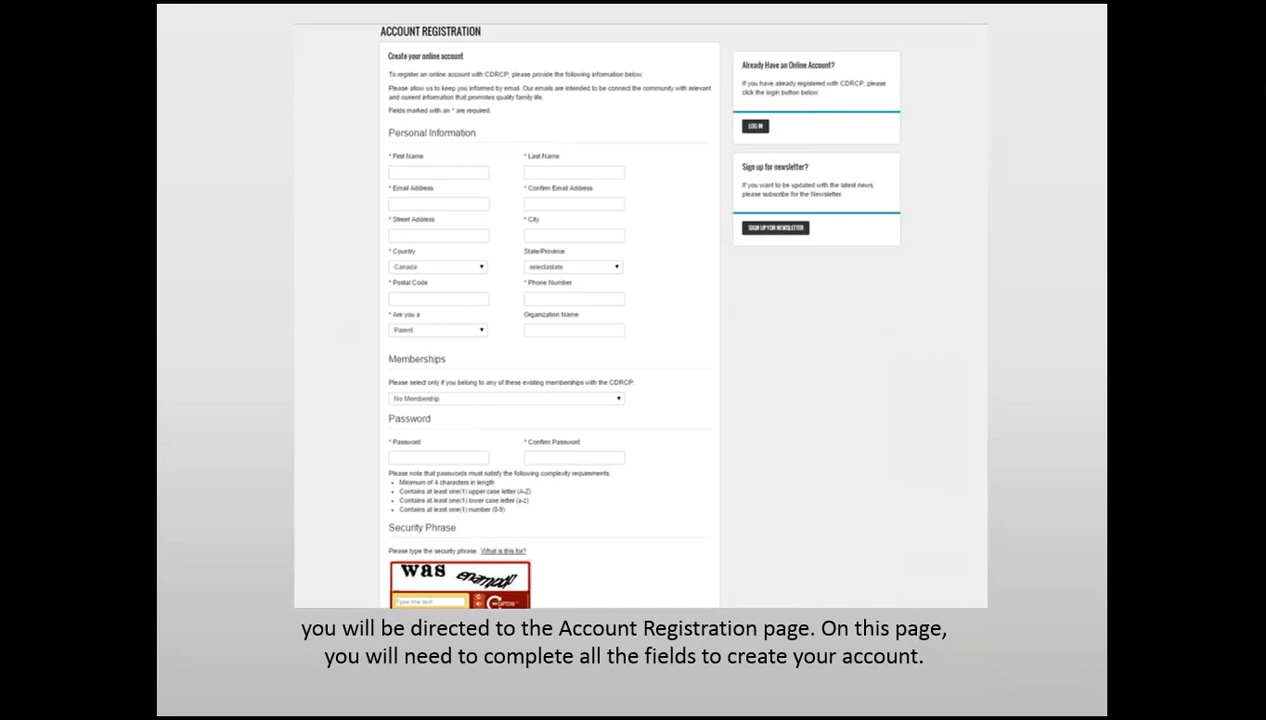 ACCOUNT REGISTRATION
Create your online account
To register an online account with CDRCP, please provide the following information below.
Please allow us to keep you informed by email. Our emails are intended to be connect the community with relevant
and current information that promotes quality family life.
Fields marked with an * are required.
Personal Information
* First Name
* Last Name
* Email Address
* Confirm Email Address
* Street Address
* City
* Country
State/Province
Canada
selectastate
* Postal Code
* Phone Number
* Are you a
Organization Name
Parent
Memberships
Please select only if you belong to any of these existing memberships with the CDRCP:
No Membership
Password
* Password
* Confirm Password
Please note that passwords must satisfy the following complexity requirements:
• Minimum of 4 characters in length
• Contains at least one(1) upper case letter (A-Z)
• Contains at least one(1) lower case letter (a-z)
• Contains at least one(1) number (0-9)
Security Phrase
Please type the security phrase. What is this for?
was
Type the text
Already Have an Online Account?
If you have already registered with CDRCP, please
click the login button below
LOG IN
Sign up for newsletter?
If you want to be updated with the latest news,
please subscribe for the Newsletter.
SIGN UP FOR NEWSLETTER
you will be directed to the Account Registration page. On this page,
you will need to complete all the fields to create your account.